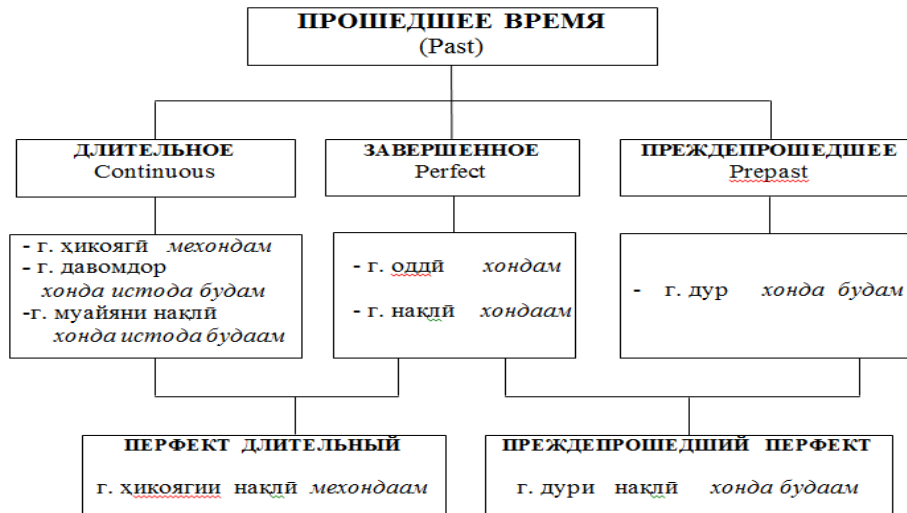 ПРОШЕДШЕЕ ВРЕМЯ
(Past)
ДЛИТЕЛЬНОЕ
Continuous
ЗАВЕРШЕННОЕ
Perfect
ПРЕЖДЕПРОШЕДШЕЕ
Prepast
- г. ҳикоягӣ мехондам
- г. давомдор
хонда истода будам
-г. муайяни нақлӣ
хонда истода будаам
- г. оддӣ хондам
- г. нақлӣ хондаам
- г. дур хонда будам
ПЕРФЕКТ ДЛИТЕЛЬНЫЙ
г. ҳикоягии нақлӣ мехондаам
ПРЕЖДЕПРОШЕДШИЙ ПЕРФЕКТ
г. дури нақлӣ хонда будаам